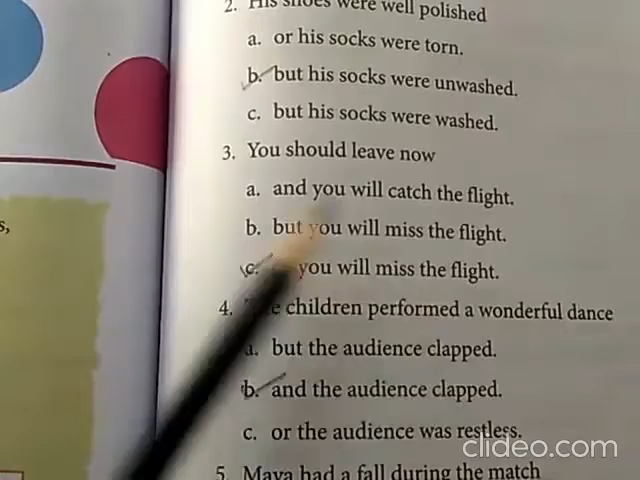 2. His shoes were well polished
a. or his socks were torn.
b. but his socks were unwashed.
c. but his socks were washed.
3. You should leave now
a. and you will catch the flight.
s,
b. but you will miss the flight.
c. you will miss the flight.
4. children performed a wonderful dance
a. but the audience clapped.
b. and the audience clapped.
c. or the audience was restless.
clideo.com
5. Maya had a fall during the match